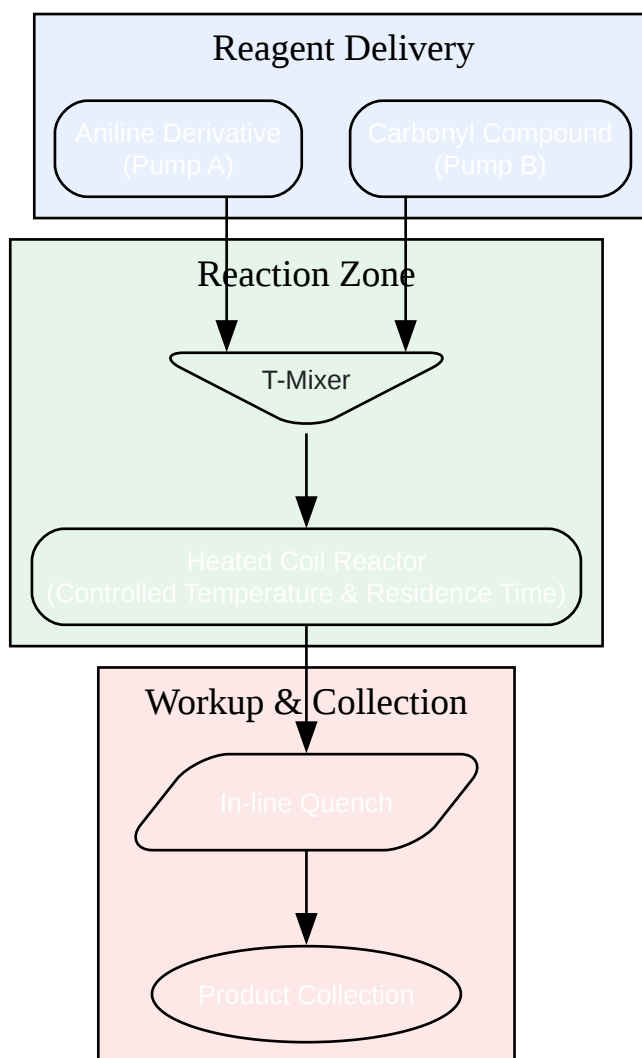 Reagent Delivery
Aniline Derivative
(Pump A)
Carbonyl Compound
(Pump B)
Reaction Zone
T-Mixer
Heated Coil Reactor
(Controlled Temperature & Residence Time)
Workup & Collection
In-line Quench
Product Collection